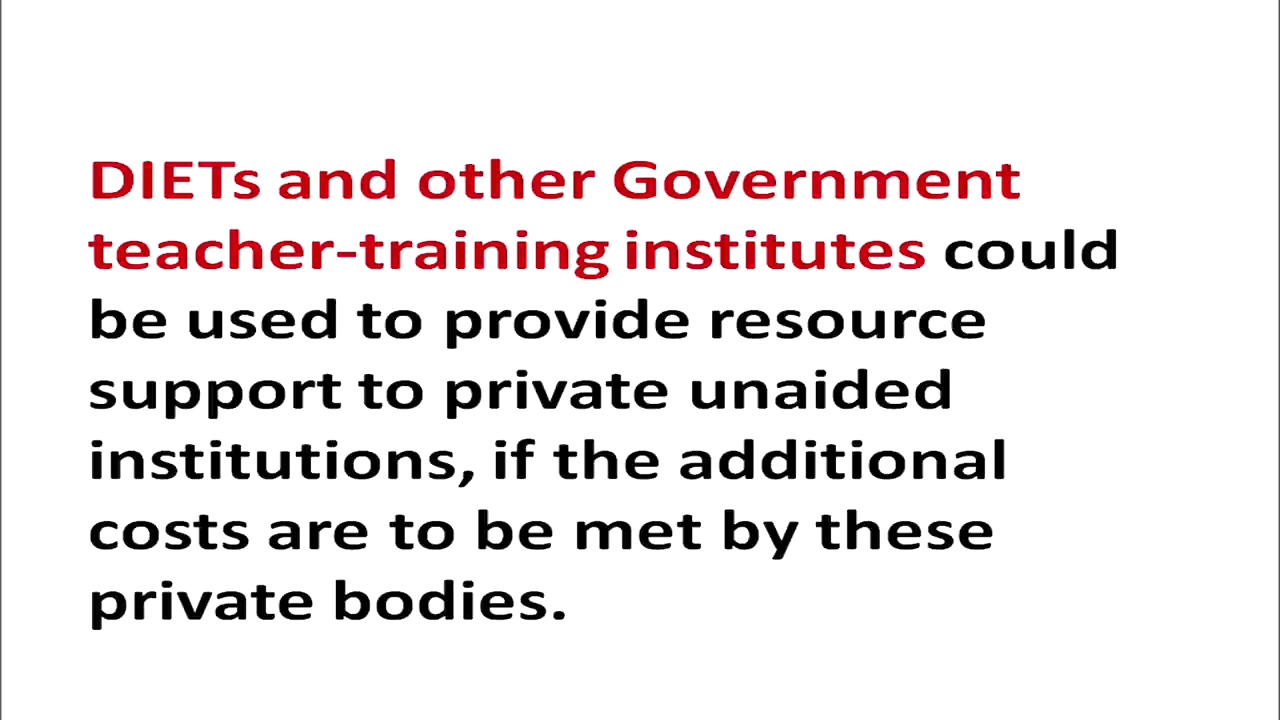 DIETs and other Government
teacher-training institutes could
be used to provide resource
support to private unaided
institutions, if the additional
costs are to be met by these
private bodies.